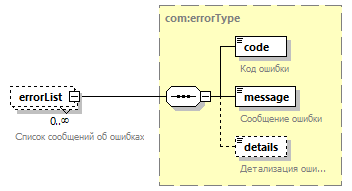 com:errorType
code
Код ошибки
errorList
0..∞
Список сообщений об ошибках
message
Сообщение ошибки
details
Детализация оши...